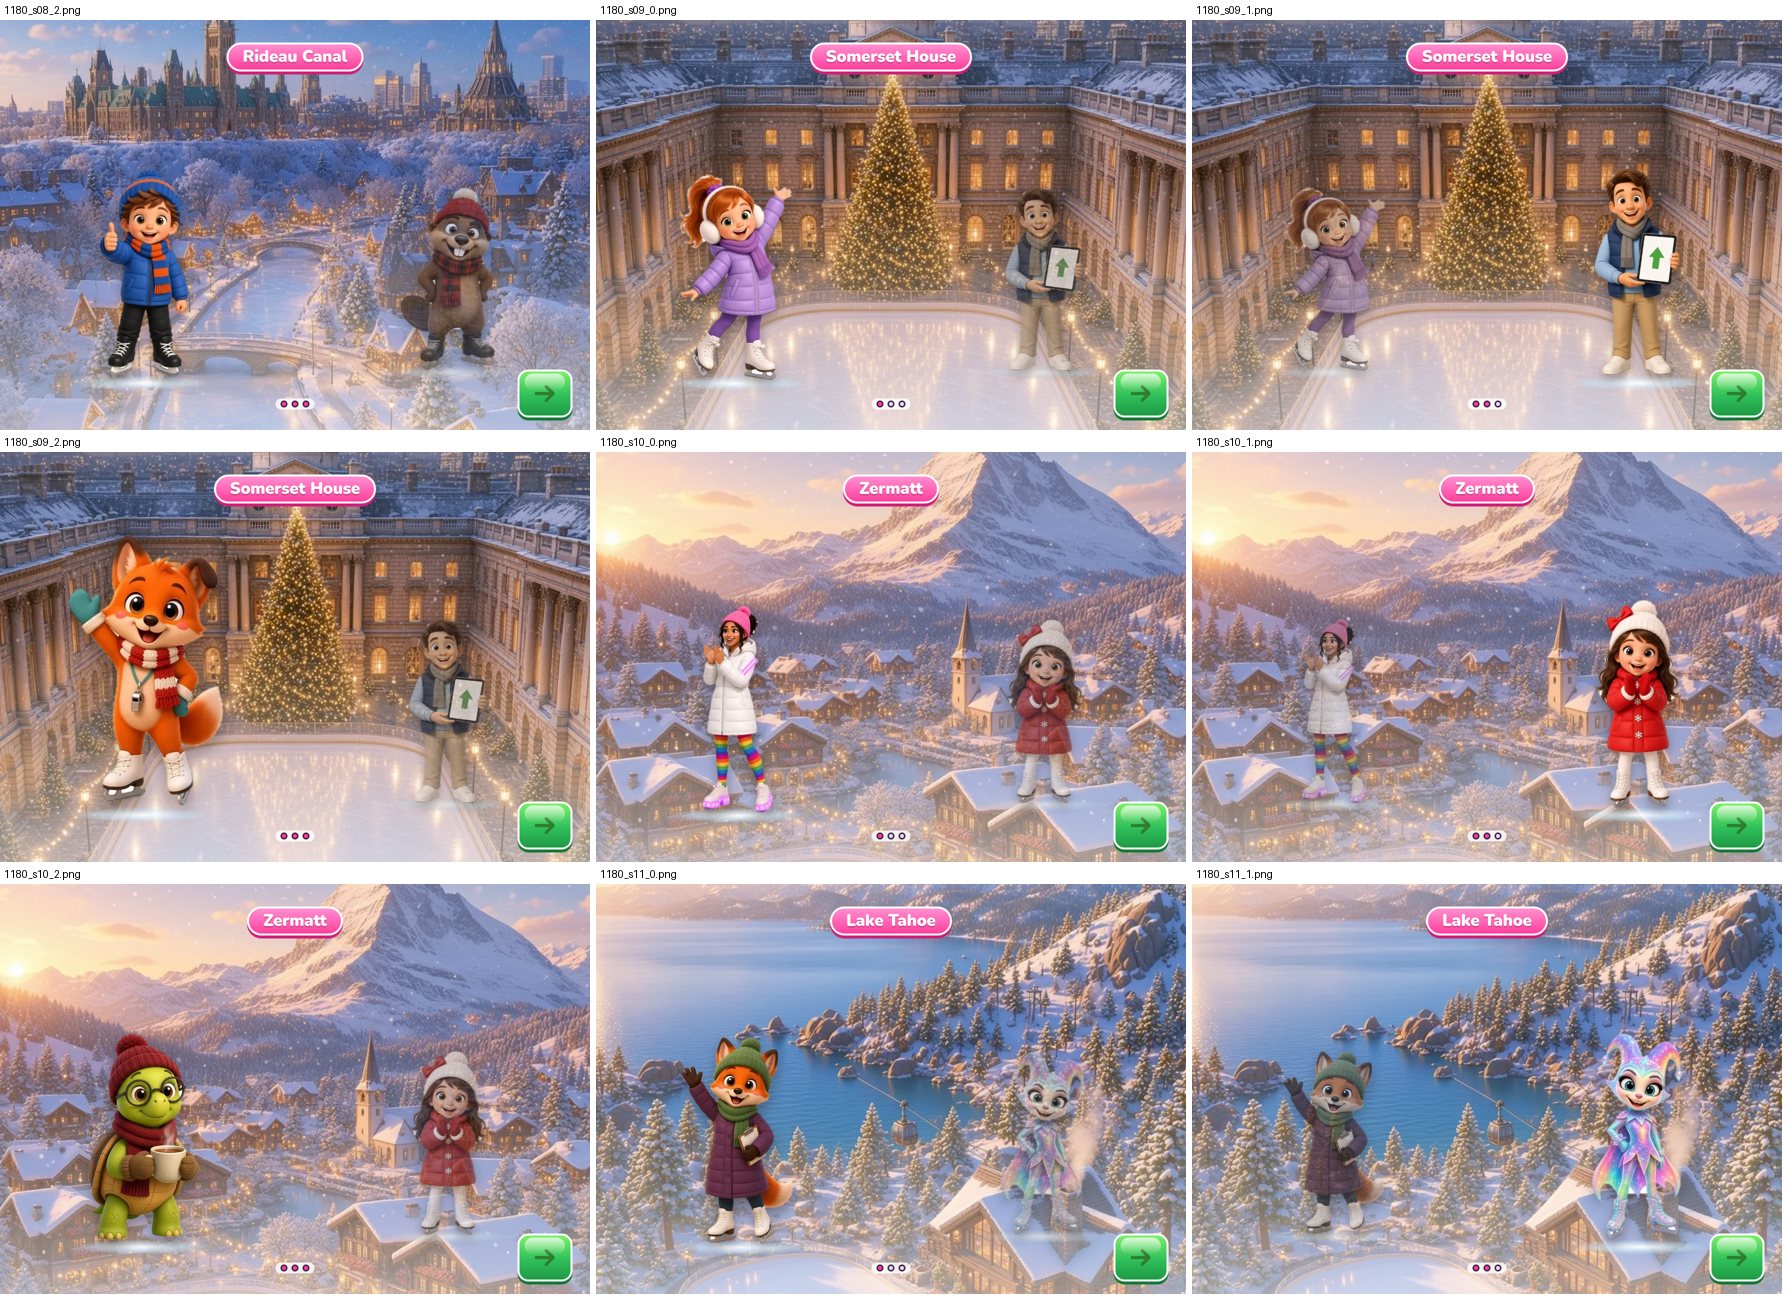 1180_s08_2.png
1180_s09_0.png
1180_s09_1.png
Rideau Canal
Somerset House
Somerset House
1180_s09_2.png
1180_s10_0.png
1180_s10_1.png
Somerset House
Zermatt
Zermatt
1180_s10_2.png
1180_s11_0.png
1180_s11_1.png
Zermatt
Lake Tahoe
Lake Tahoe